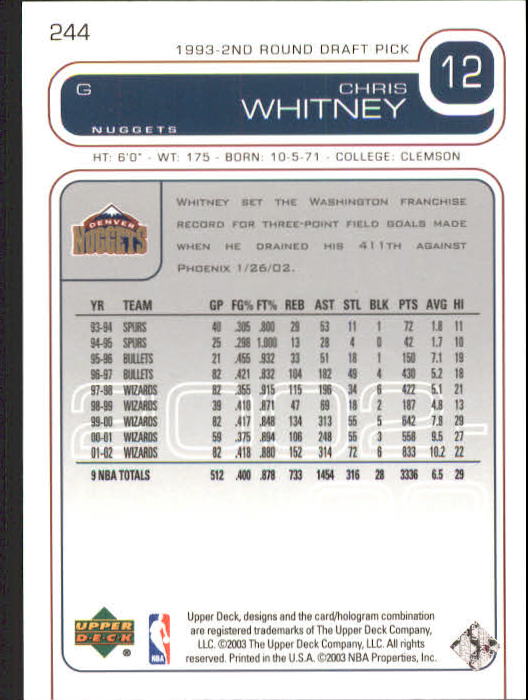 244
1993-2ND ROUND DRAFT PICK
12
G
CHRIS
WHITNEY
NUGGETS
HT: 6'0" - WT: 175 - BORN: 10-5-71 - COLLEGE: CLEMSON
DENVER
NUGGETS
WHITNEY SET THE WASHINGTON FRANCHISE
RECORD FOR THREE-POINT FIELD GOALS MADE
WHEN HE DRAINED HIS 411TH AGAINST
PHOENIX 1/26/02.
YR TEAM GP FG% FT% REB AST STL BLK PTS AVG HI
93-94 SPURS 40 .305 .800 29 53 11 1 72 1.8 11
94-95 SPURS 25 .298 1.000 13 28 4 0 42 1.7 10
95-96 BULLETS 21 .455 .932 33 51 18 1 150 7.1 19
96-97 BULLETS 82 .421 .832 104 182 49 4 430 5.2 18
97-98 WIZARDS 82 .355 .915 115 196 34 6 422 5.1 21
98-99 WIZARDS 39 .410 .871 47 69 18 2 187 4.8 13
99-00 WIZARDS 82 .417 .848 134 313 55 5 642 7.8 29
00-01 WIZARDS 59 .375 .894 106 248 55 3 558 9.5 27
01-02 WIZARDS 82 .418 .880 152 314 72 6 833 10.2 22
9 NBA TOTALS 512 .400 .878 733 1454 316 28 3336 6.5 29
UPPER
D·E·C·K
®
NBA
Upper Deck, designs and the card/hologram combination
are registered trademarks of The Upper Deck Company,
LLC. ©2003 The Upper Deck Company, LLC. All rights
reserved. Printed in the U.S.A. ©2003 NBA Properties, Inc.